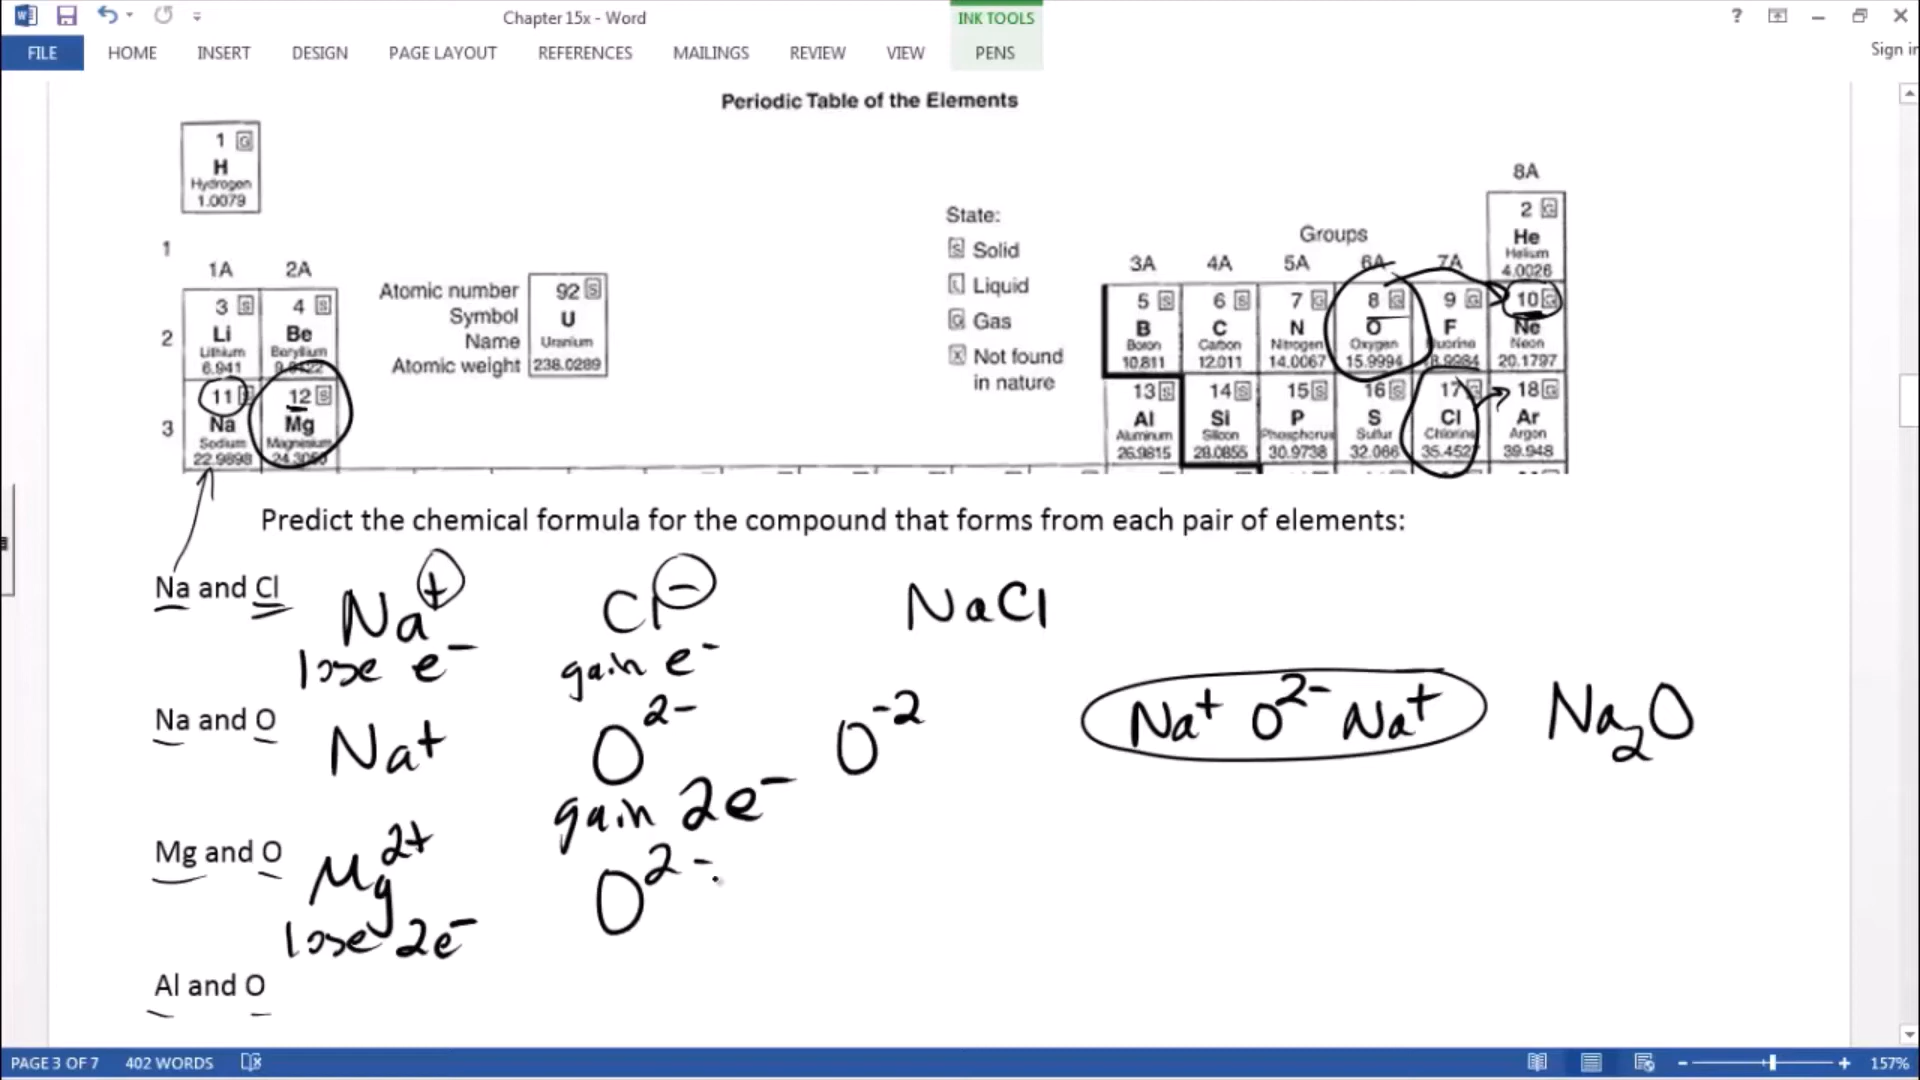 Chapter 15x - Word
INK TOOLS
FILE HOME INSERT DESIGN PAGE LAYOUT REFERENCES MAILINGS REVIEW VIEW PENS
Sign in
Periodic Table of the Elements
1 G
H
Hydrogen
1.0079
8A
2 G
He
Helium
4.0026
State:
S Solid
L Liquid
G Gas
X Not found
in nature
Groups
1
1A 2A
3A 4A 5A 6A 7A
Atomic number 92 S
Symbol U
Name Uranium
Atomic weight 238.0289
2
3 S 4 S 5 S 6 S 7 G 8 G 9 G 10 G
Li Be B C N O F Ne
Lithium Beryllium Boron Carbon Nitrogen Oxygen Neon
6.941 10.811 12.011 14.0067 15.9994 20.1797
3
11 12 S 13 S 14 S 15 S 16 S 17 G 18 G
Na Mg Al Si P S Cl Ar
Sodium Magnesium Aluminum Silicon Phosphorus Sulfur Chlorine Argon
22.9898 26.9815 28.0855 30.9738 32.066 35.4527 39.948
Predict the chemical formula for the compound that forms from each pair of elements:
Na and Cl Na+ Cl− NaCl
lose e− gain e−
Na and O Na+ O2− O-2 Na+ O2− Na+ Na2O
gain 2e−
Mg and O Mg2+ O2−
lose 2e−
Al and O
PAGE 3 OF 7 402 WORDS 157%